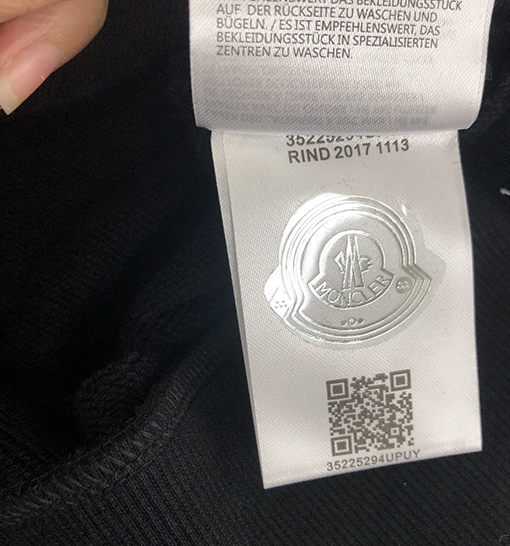 AUF DER RÜCKSEITE ZU WASCHEN UND
BÜGELN. / ES IST EMPFEHLENSWERT, DAS
BEKLEIDUNGSSTÜCK IN SPEZIALISIERTEN
ZENTREN ZU WASCHEN.
RIND 2017 1113
MONCLER
35225294UPUY